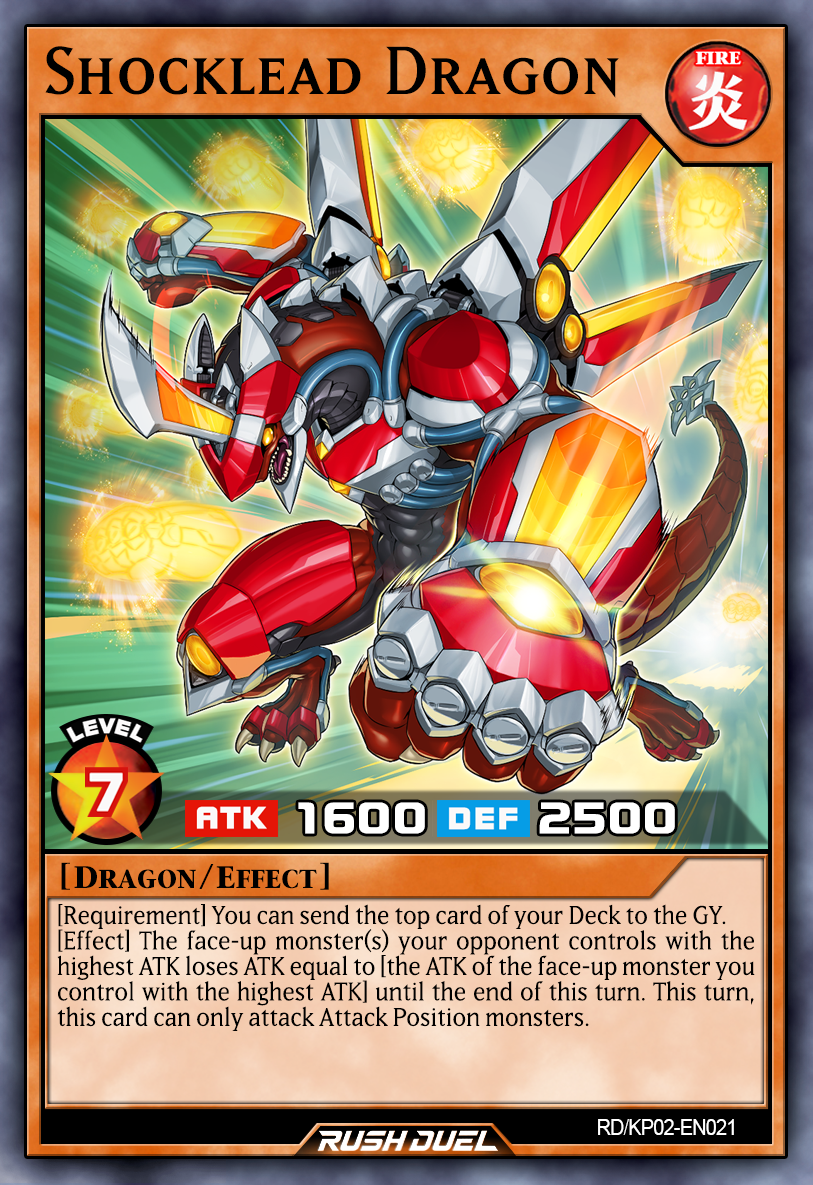 Shocklead Dragon
FIRE
炎
LEVEL
7
ATK 1600 DEF 2500
[Dragon/Effect]
[Requirement] You can send the top card of your Deck to the GY.
[Effect] The face-up monster(s) your opponent controls with the
highest ATK loses ATK equal to [the ATK of the face-up monster you
control with the highest ATK] until the end of this turn. This turn,
this card can only attack Attack Position monsters.
RD/KP02-EN021
RUSH DUEL